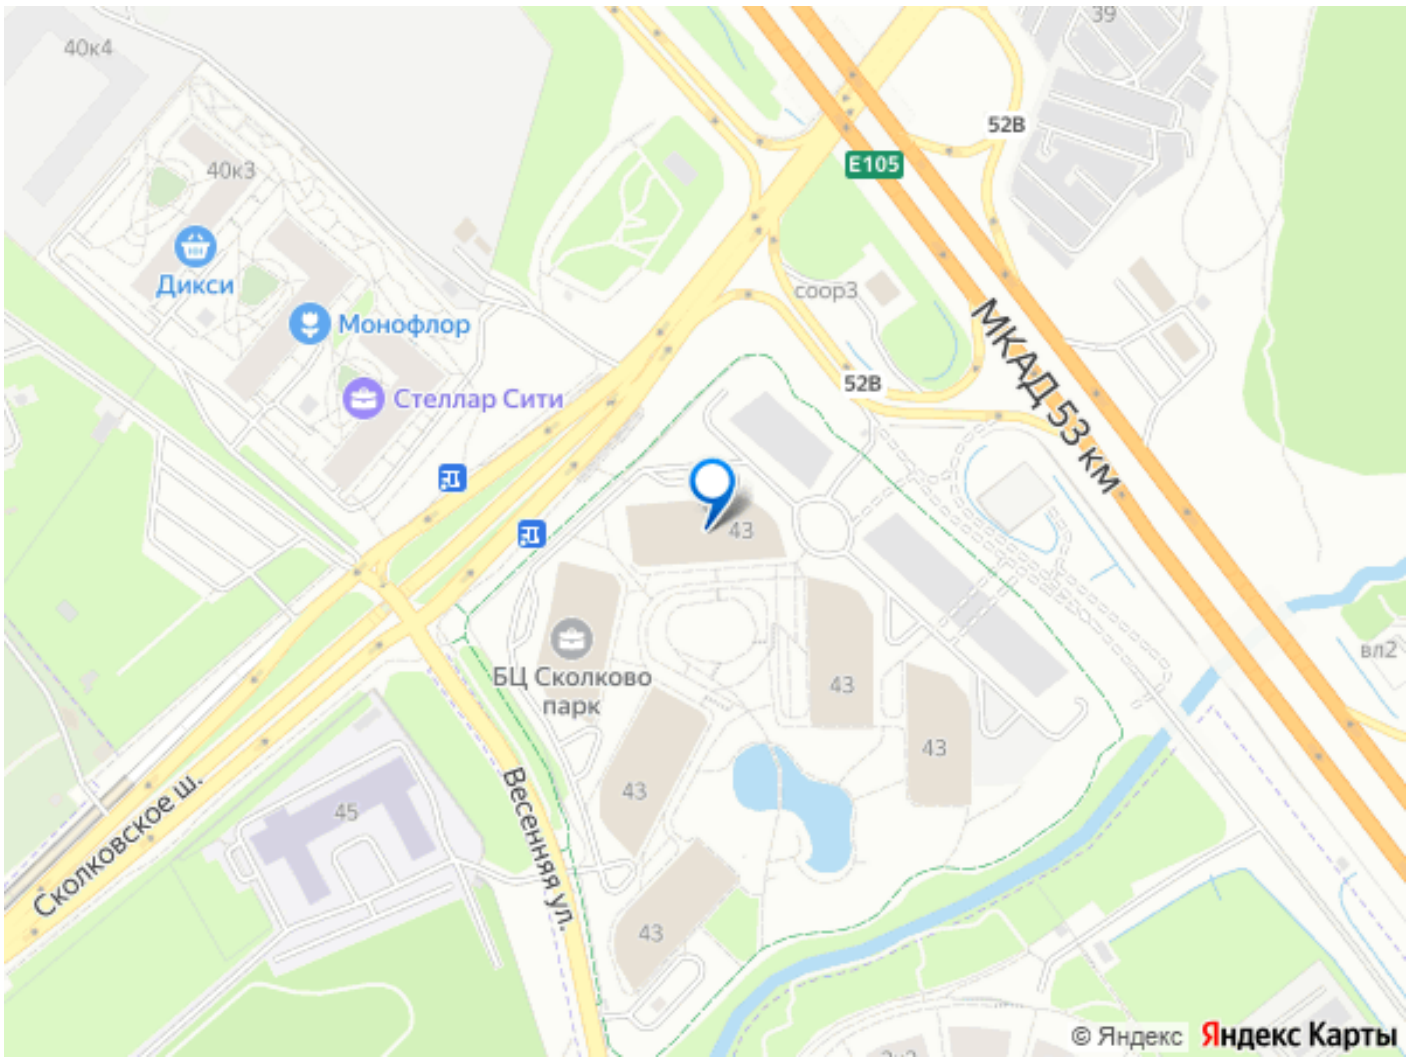 39
40к4
52В
E105
40к3
Дикси
соор3
Монофлор
МКАД 53 км
52В
Стеллар Сити
43
вл2
БЦ Сколково
парк
43
43
43
Весенняя ул.
45
Сколковское ш.
43
© Яндекс Яндекс Карты